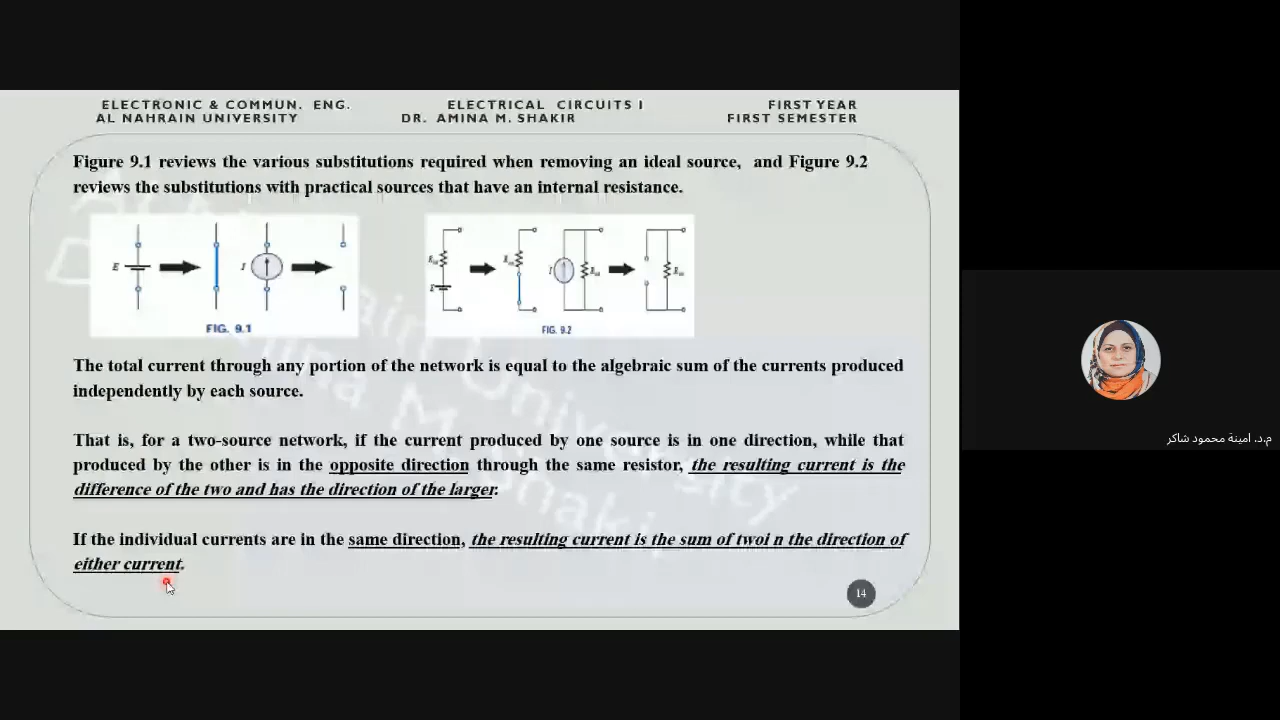 ELECTRONIC & COMMUN. ENG.
AL NAHRAIN UNIVERSITY
ELECTRICAL CIRCUITS I
DR. AMINA M. SHAKIR
FIRST YEAR
FIRST SEMESTER
Figure 9.1 reviews the various substitutions required when removing an ideal source, and Figure 9.2
reviews the substitutions with practical sources that have an internal resistance.
E
I
FIG. 9.1
E
I
FIG. 9.2
The total current through any portion of the network is equal to the algebraic sum of the currents produced
independently by each source.
That is, for a two-source network, if the current produced by one source is in one direction, while that
produced by the other is in the opposite direction through the same resistor, the resulting current is the
difference of the two and has the direction of the larger.
If the individual currents are in the same direction, the resulting current is the sum of twoi n the direction of
either current.
14
م.د. امينة محمود شاكر